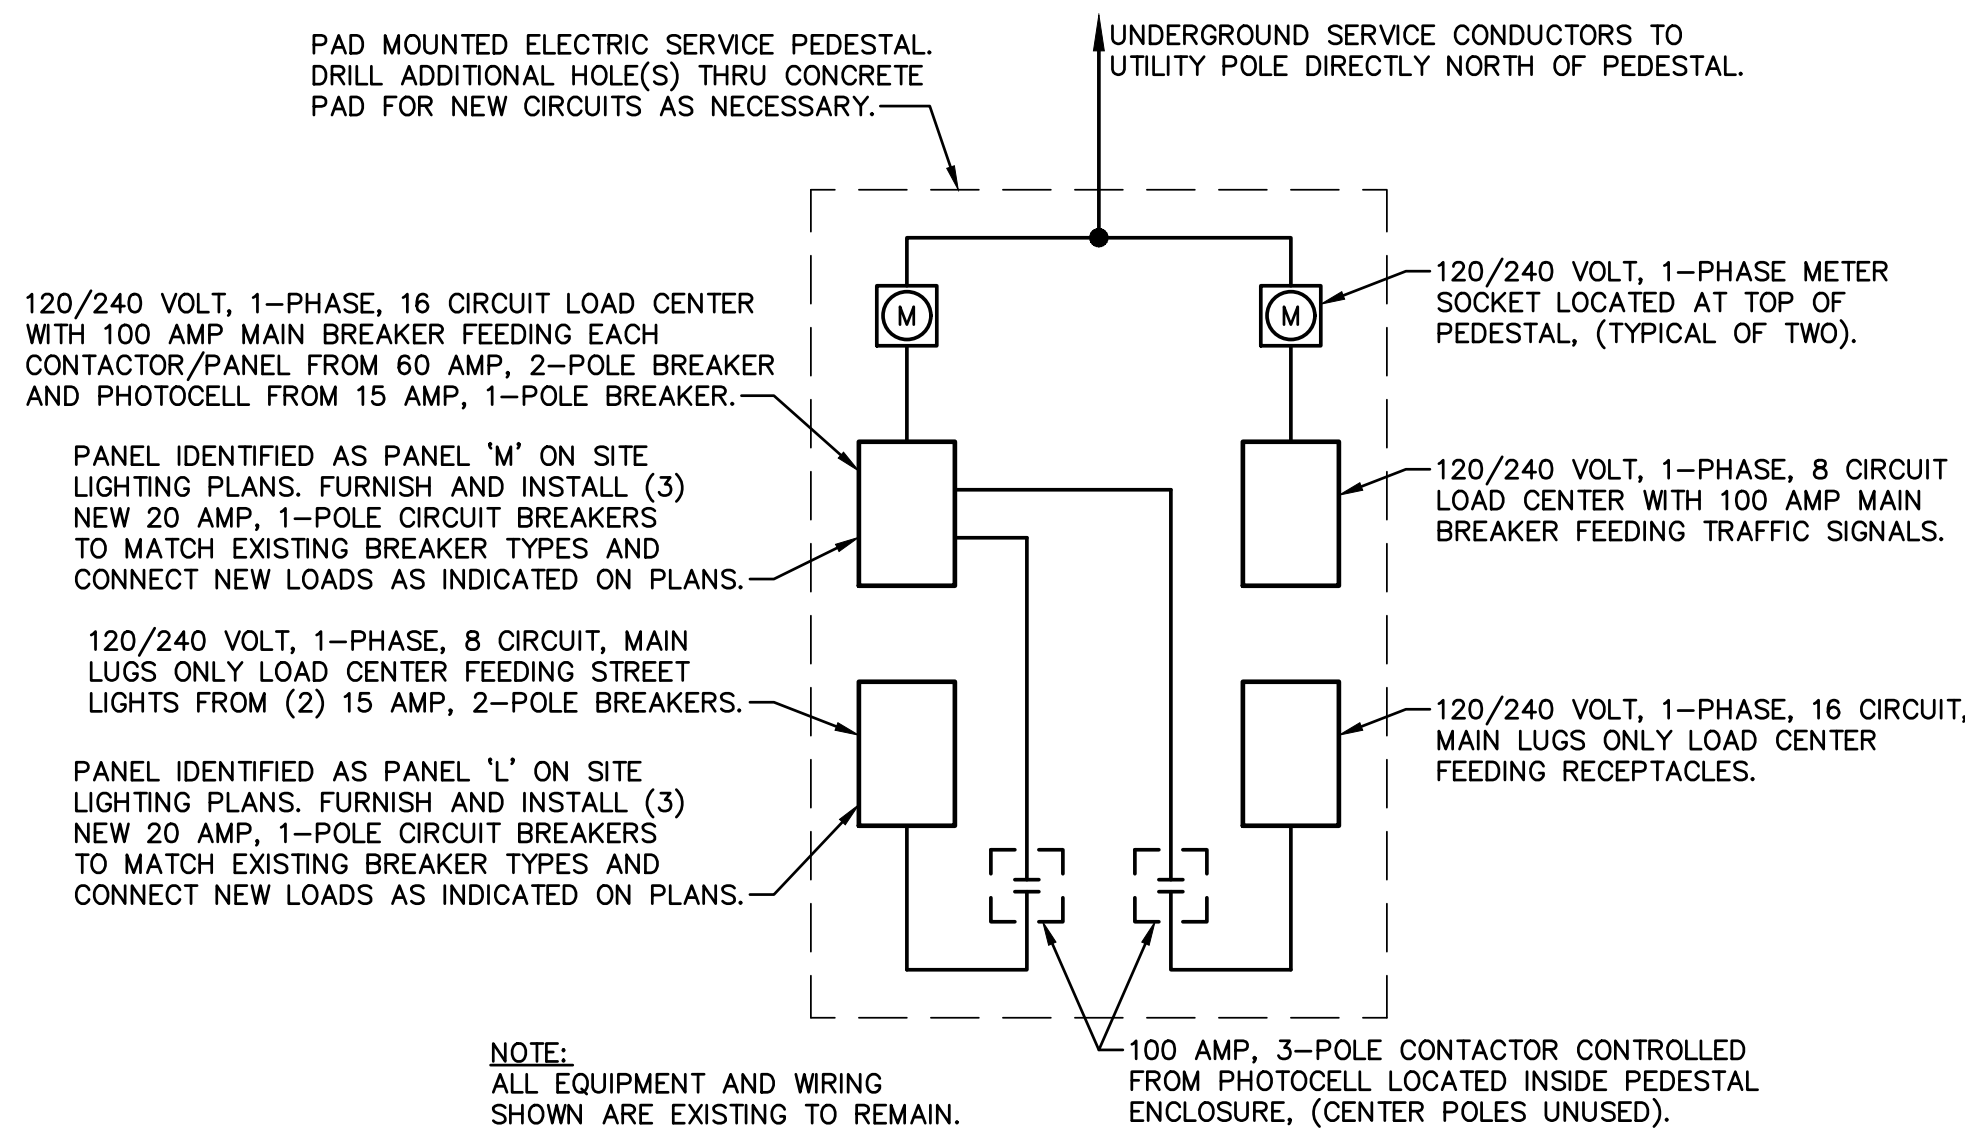 PAD MOUNTED ELECTRIC SERVICE PEDESTAL.
DRILL ADDITIONAL HOLE(S) THRU CONCRETE
PAD FOR NEW CIRCUITS AS NECESSARY.
UNDERGROUND SERVICE CONDUCTORS TO
UTILITY POLE DIRECTLY NORTH OF PEDESTAL.
120/240 VOLT, 1-PHASE, 16 CIRCUIT LOAD CENTER
WITH 100 AMP MAIN BREAKER FEEDING EACH
CONTACTOR/PANEL FROM 60 AMP, 2-POLE BREAKER
AND PHOTOCELL FROM 15 AMP, 1-POLE BREAKER.
M
M
120/240 VOLT, 1-PHASE METER
SOCKET LOCATED AT TOP OF
PEDESTAL, (TYPICAL OF TWO).
PANEL IDENTIFIED AS PANEL 'M' ON SITE
LIGHTING PLANS. FURNISH AND INSTALL (3)
NEW 20 AMP, 1-POLE CIRCUIT BREAKERS
TO MATCH EXISTING BREAKER TYPES AND
CONNECT NEW LOADS AS INDICATED ON PLANS.
120/240 VOLT, 1-PHASE, 8 CIRCUIT
LOAD CENTER WITH 100 AMP MAIN
BREAKER FEEDING TRAFFIC SIGNALS.
120/240 VOLT, 1-PHASE, 8 CIRCUIT, MAIN
LUGS ONLY LOAD CENTER FEEDING STREET
LIGHTS FROM (2) 15 AMP, 2-POLE BREAKERS.
120/240 VOLT, 1-PHASE, 16 CIRCUIT,
MAIN LUGS ONLY LOAD CENTER
FEEDING RECEPTACLES.
PANEL IDENTIFIED AS PANEL 'L' ON SITE
LIGHTING PLANS. FURNISH AND INSTALL (3)
NEW 20 AMP, 1-POLE CIRCUIT BREAKERS
TO MATCH EXISTING BREAKER TYPES AND
CONNECT NEW LOADS AS INDICATED ON PLANS.
NOTE:
ALL EQUIPMENT AND WIRING
SHOWN ARE EXISTING TO REMAIN.
100 AMP, 3-POLE CONTACTOR CONTROLLED
FROM PHOTOCELL LOCATED INSIDE PEDESTAL
ENCLOSURE, (CENTER POLES UNUSED).